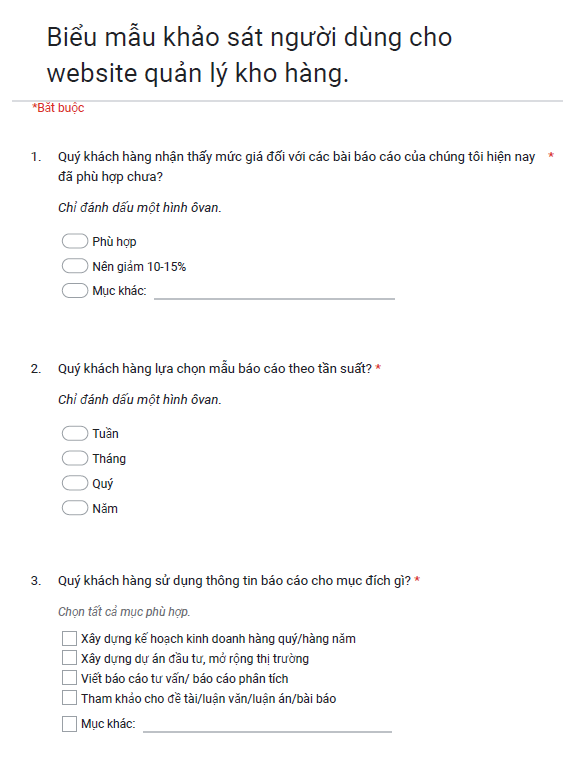 Biểu mẫu khảo sát người dùng cho
website quản lý kho hàng.
*Bắt buộc
1. Quý khách hàng nhận thấy mức giá đối với các bài báo cáo của chúng tôi hiện nay *
đã phù hợp chưa?
Chỉ đánh dấu một hình ôvan.
Phù hợp
Nên giảm 10-15%
Mục khác:
2. Quý khách hàng lựa chọn mẫu báo cáo theo tần suất? *
Chỉ đánh dấu một hình ôvan.
Tuần
Tháng
Quý
Năm
3. Quý khách hàng sử dụng thông tin báo cáo cho mục đích gì? *
Chọn tất cả mục phù hợp.
Xây dựng kế hoạch kinh doanh hàng quý/hàng năm
Xây dựng dự án đầu tư, mở rộng thị trường
Viết báo cáo tư vấn/ báo cáo phân tích
Tham khảo cho đề tài/luận văn/luận án/bài báo
Mục khác: